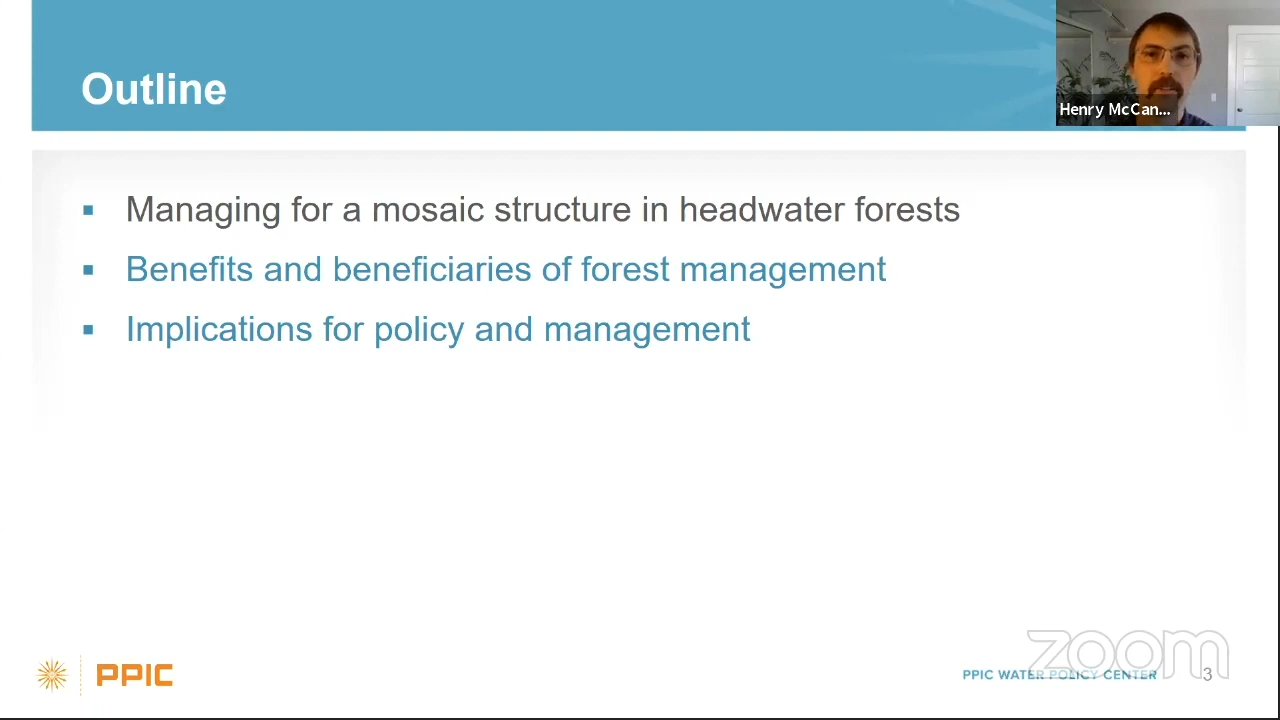 Outline
Henry McCan...
▪ Managing for a mosaic structure in headwater forests
▪ Benefits and beneficiaries of forest management
▪ Implications for policy and management
PPIC
PPIC WATER POLICY CENTER
zoom
3